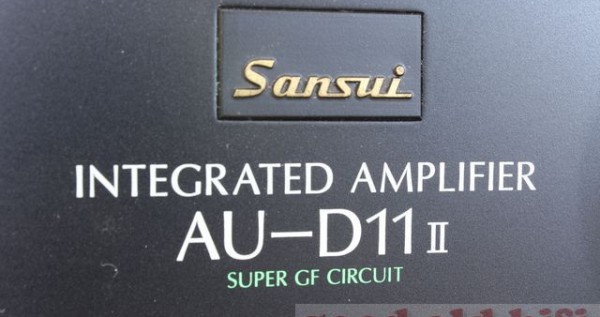 Sansui
INTEGRATED AMPLIFIER
AU-D11 II
SUPER GF CIRCUIT